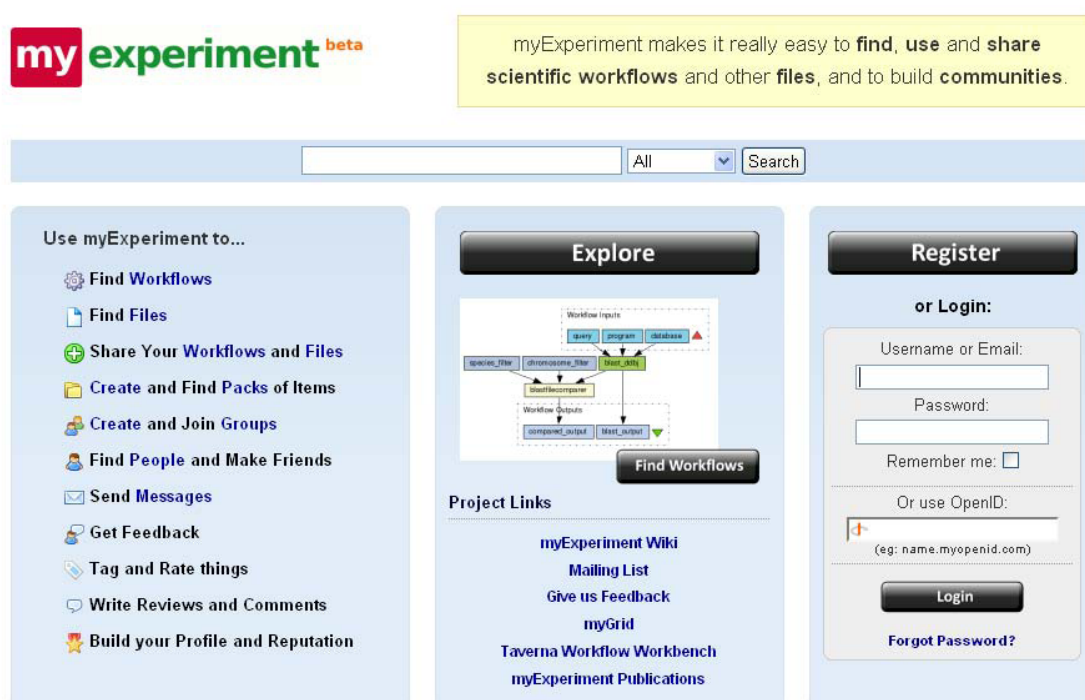 my experiment beta
myExperiment makes it really easy to find, use and share
scientific workflows and other files, and to build communities.
All
Search
Use myExperiment to...
Find Workflows
Find Files
Share Your Workflows and Files
Create and Find Packs of Items
Create and Join Groups
Find People and Make Friends
Send Messages
Get Feedback
Tag and Rate things
Write Reviews and Comments
Build your Profile and Reputation
Explore
Workflow Inputs
query program database
species_filter chromosome_filter blast_ddbj
blastfilecomparer
Workflow Outputs
compared_output blast_output
Find Workflows
Project Links
myExperiment Wiki
Mailing List
Give us Feedback
myGrid
Taverna Workflow Workbench
myExperiment Publications
Register
or Login:
Username or Email:
Password:
Remember me:
Or use OpenID:
(eg: name.myopenid.com)
Login
Forgot Password?